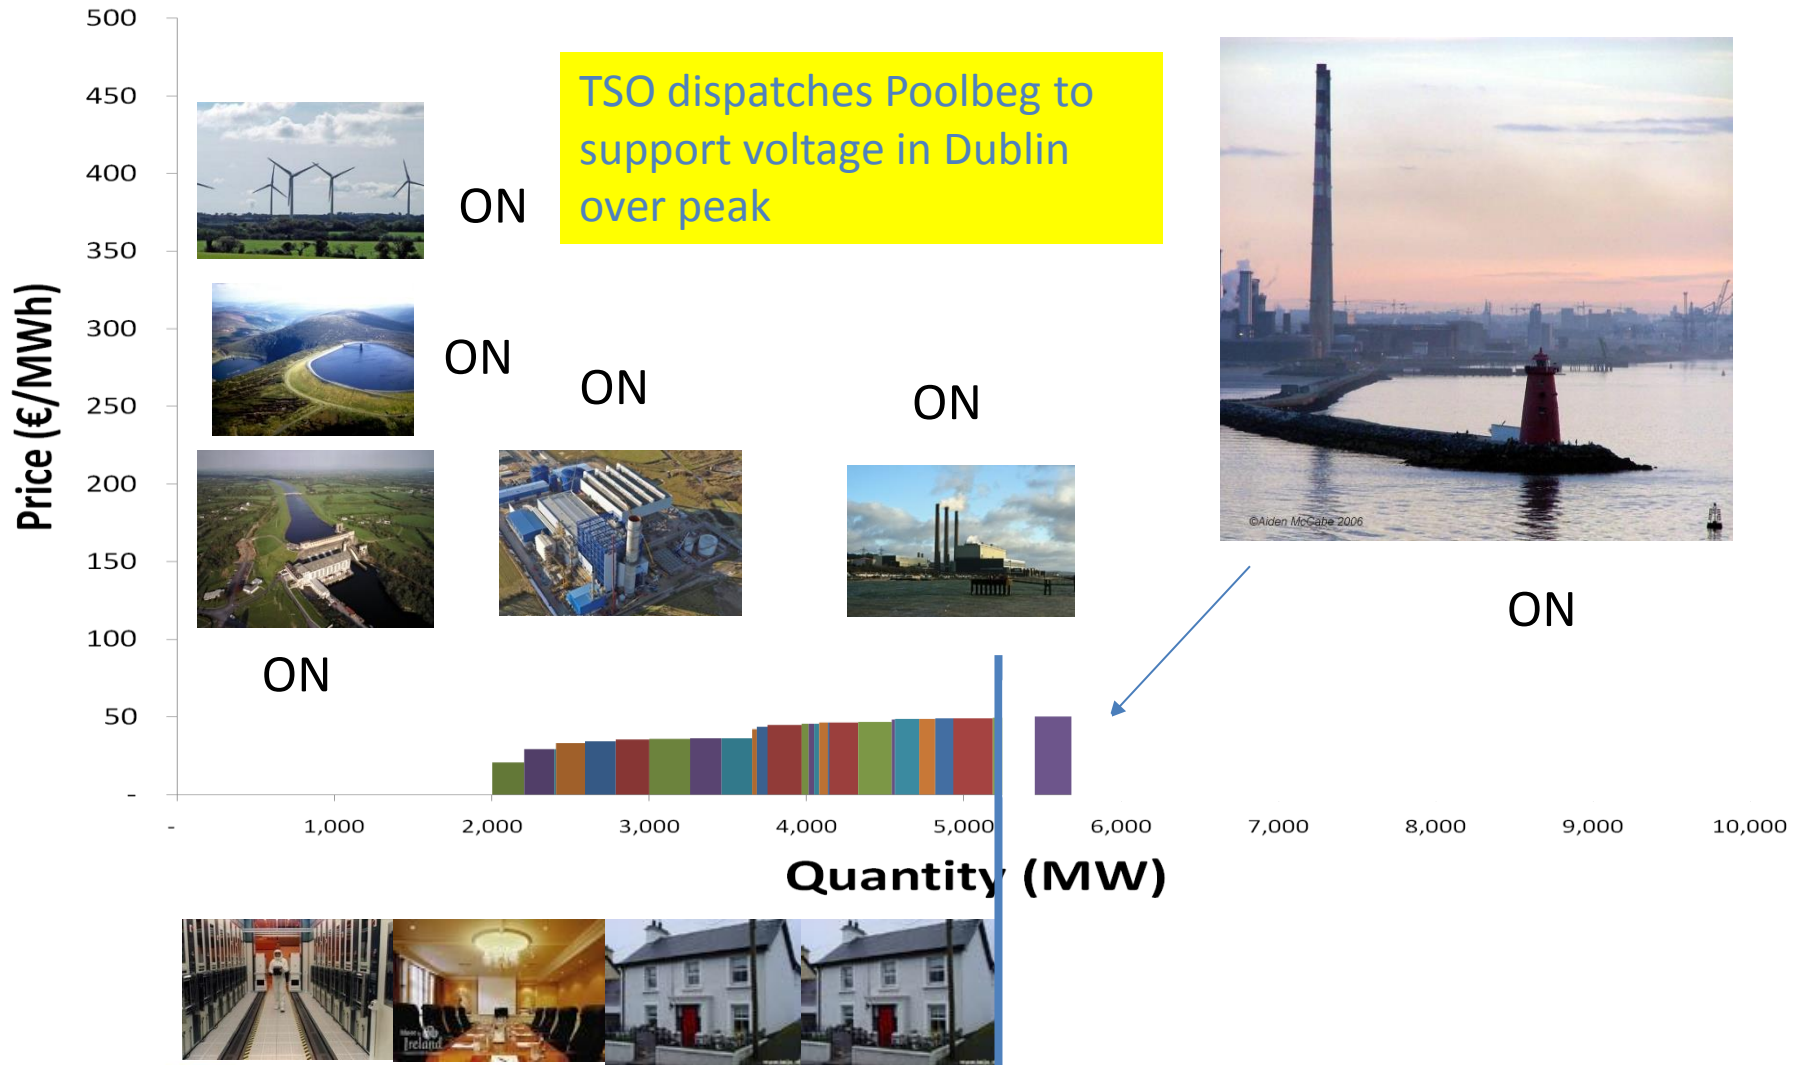 500
450
400
350
300
250
200
150
100
50
-
Price (€/MWh)
TSO dispatches Poolbeg to
support voltage in Dublin
over peak
ON
ON
ON
ON
ON
ON
©Aiden McCabe 2006
-
1,000
2,000
3,000
4,000
5,000
6,000
7,000
8,000
9,000
10,000
Quantity (MW)
Ireland